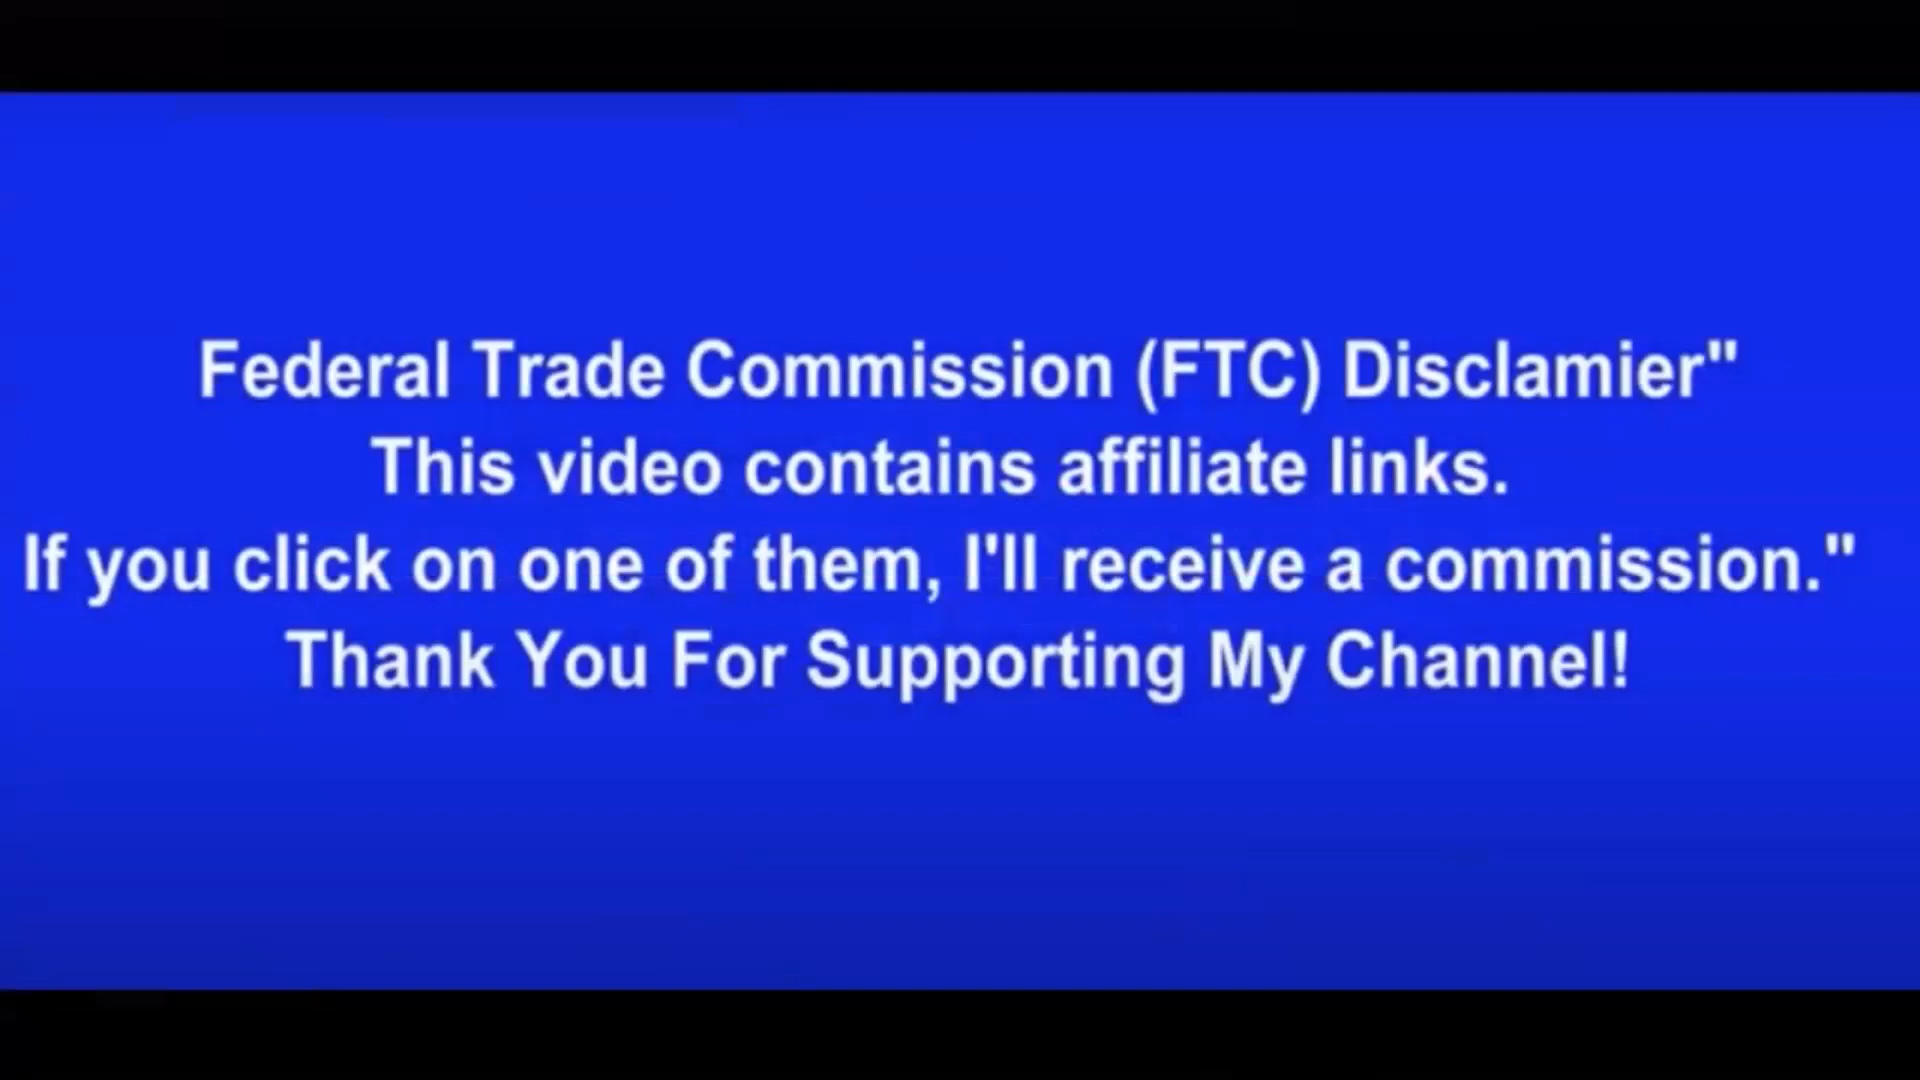 Federal Trade Commission (FTC) Disclamier"
This video contains affiliate links.
If you click on one of them, I'll receive a commission."
Thank You For Supporting My Channel!